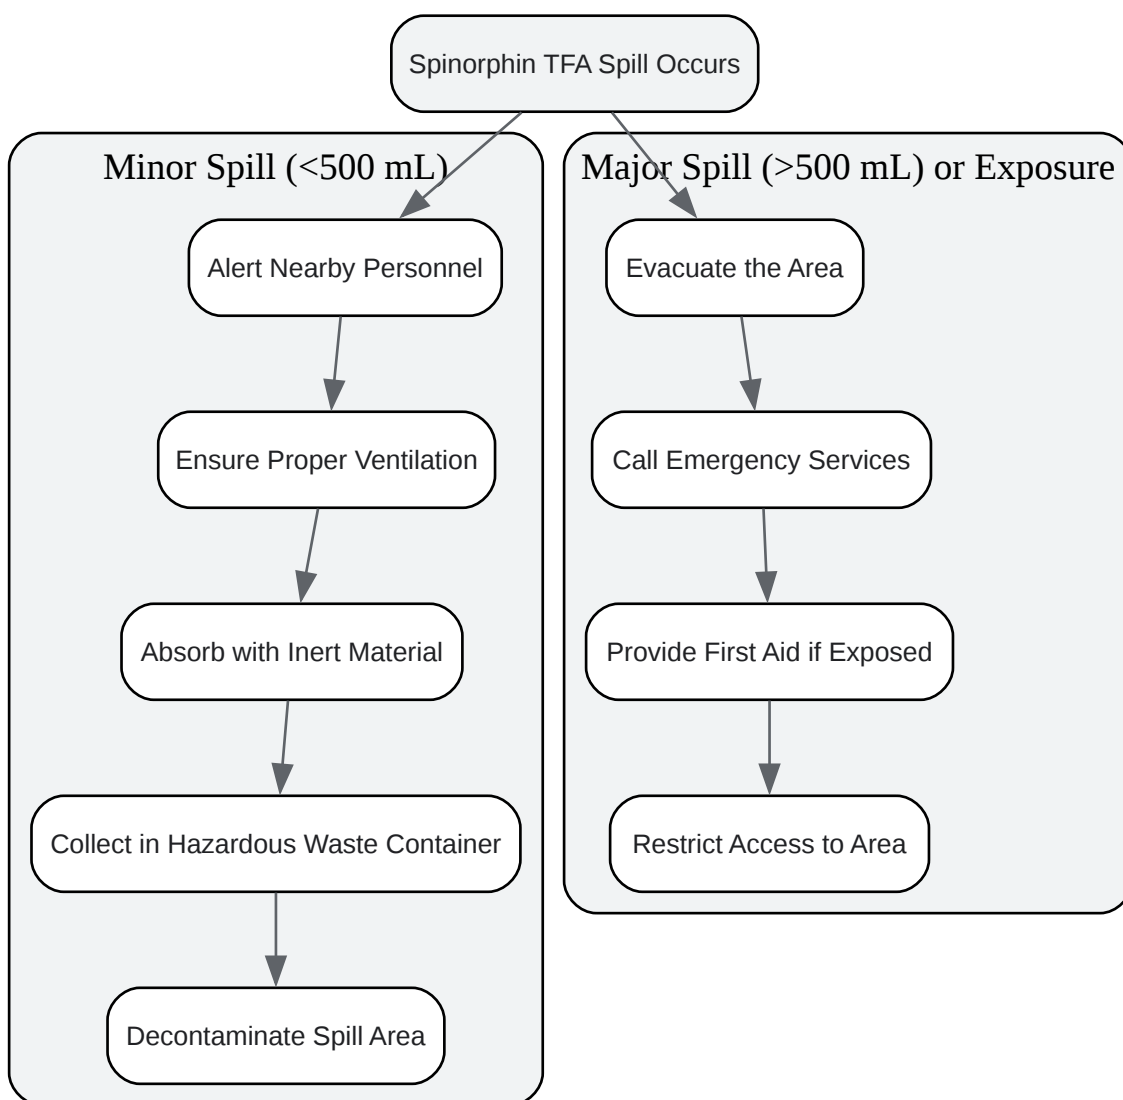 Spinorphin TFA Spill Occurs
Minor Spill (<500 mL)
Alert Nearby Personnel
Ensure Proper Ventilation
Absorb with Inert Material
Collect in Hazardous Waste Container
Decontaminate Spill Area
Major Spill (>500 mL) or Exposure
Evacuate the Area
Call Emergency Services
Provide First Aid if Exposed
Restrict Access to Area